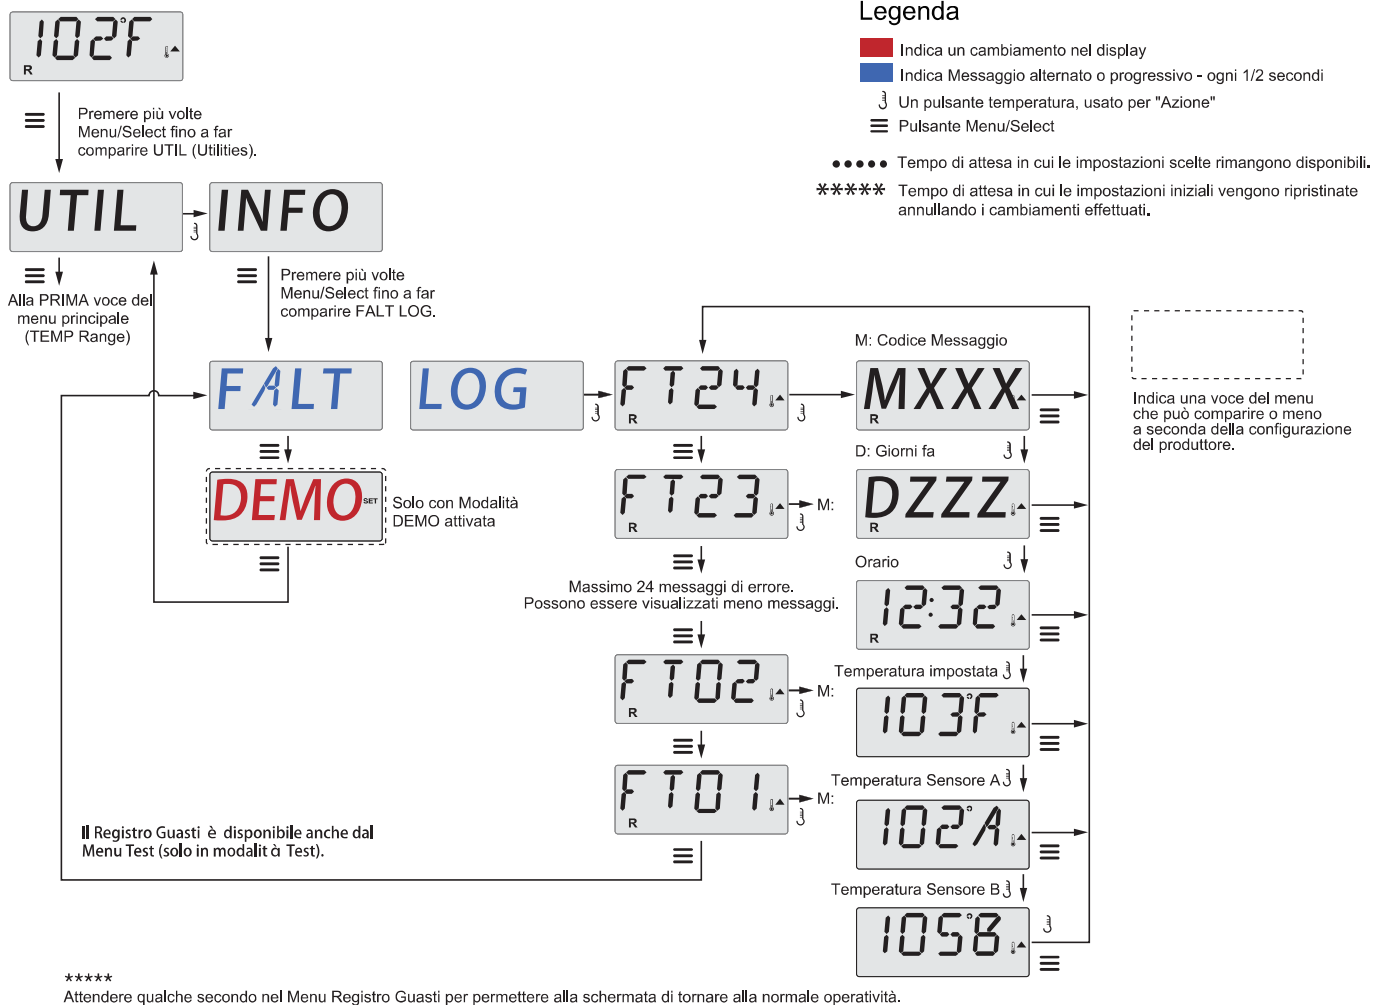 102°F
R
Legenda
Indica un cambiamento nel display
Indica Messaggio alternato o progressivo - ogni 1/2 secondi
Un pulsante temperatura, usato per "Azione"
Pulsante Menu/Select
••••• Tempo di attesa in cui le impostazioni scelte rimangono disponibili.
***** Tempo di attesa in cui le impostazioni iniziali vengono ripristinate
annullando i cambiamenti effettuati.
Premere più volte
Menu/Select fino a far
comparire UTIL (Utilities).
UTIL
INFO
Alla PRIMA voce del
menu principale
(TEMP Range)
Premere più volte
Menu/Select fino a far
comparire FALT LOG.
FALT
LOG
FT24
R
M: Codice Messaggio
MXXX
R
Indica una voce del menu
che può comparire o meno
a seconda della configurazione
del produttore.
DEMO
SET
Solo con Modalità
DEMO attivata
FT23
R
M:
D: Giorni fa
DZZZ
R
Massimo 24 messaggi di errore.
Possono essere visualizzati meno messaggi.
Orario
12:32
R
FT02
R
M:
Temperatura impostata
103°F
FT01
R
M:
Temperatura Sensore A
102°A
Temperatura Sensore B
105°B
Il Registro Guasti è disponibile anche dal
Menu Test (solo in modalit à Test).
*****
Attendere qualche secondo nel Menu Registro Guasti per permettere alla schermata di tornare alla normale operatività.